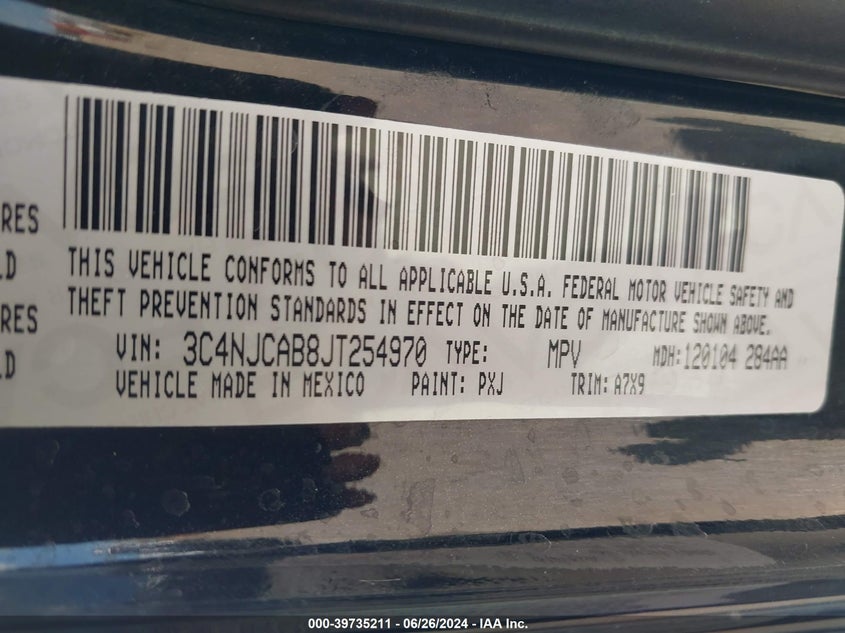 RES
THIS VEHICLE CONFORMS TO ALL APPLICABLE U.S.A. FEDERAL MOTOR VEHICLE SAFETY AND
LD
THEFT PREVENTION STANDARDS IN EFFECT ON THE DATE OF MANUFACTURE SHOWN ABOVE.
RES
VIN: 3C4NJCAB8JT254970 TYPE: MPV MDH:120104 284AA
LD
VEHICLE MADE IN MEXICO PAINT: PXJ TRIM: A7X9
000-39735211 - 06/26/2024 - IAA Inc.